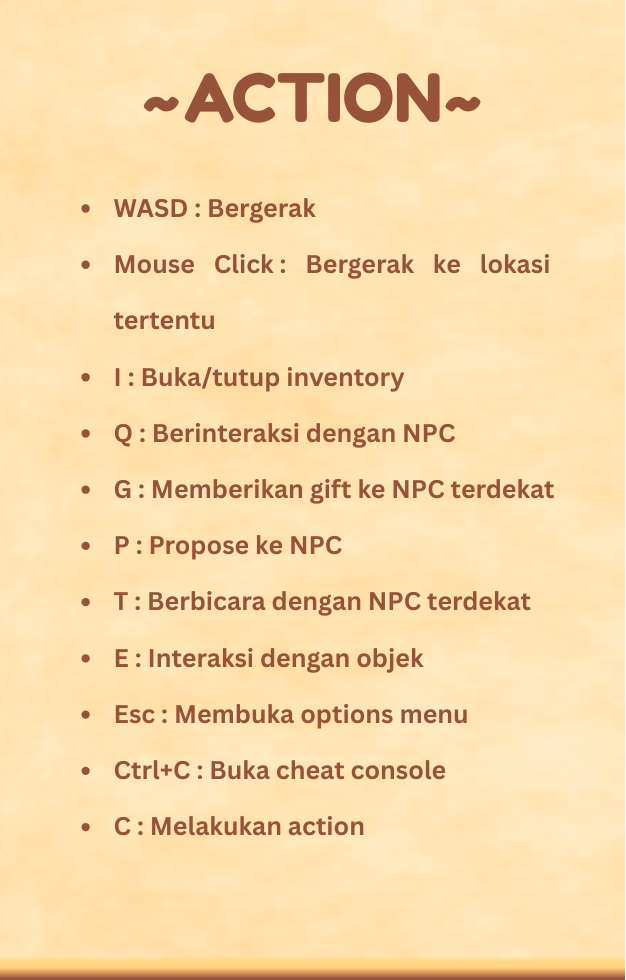 ~ACTION~
• WASD : Bergerak
• Mouse Click : Bergerak ke lokasi
tertentu
• I : Buka/tutup inventory
• Q : Berinteraksi dengan NPC
• G : Memberikan gift ke NPC terdekat
• P : Propose ke NPC
• T : Berbicara dengan NPC terdekat
• E : Interaksi dengan objek
• Esc : Membuka options menu
• Ctrl+C : Buka cheat console
• C : Melakukan action